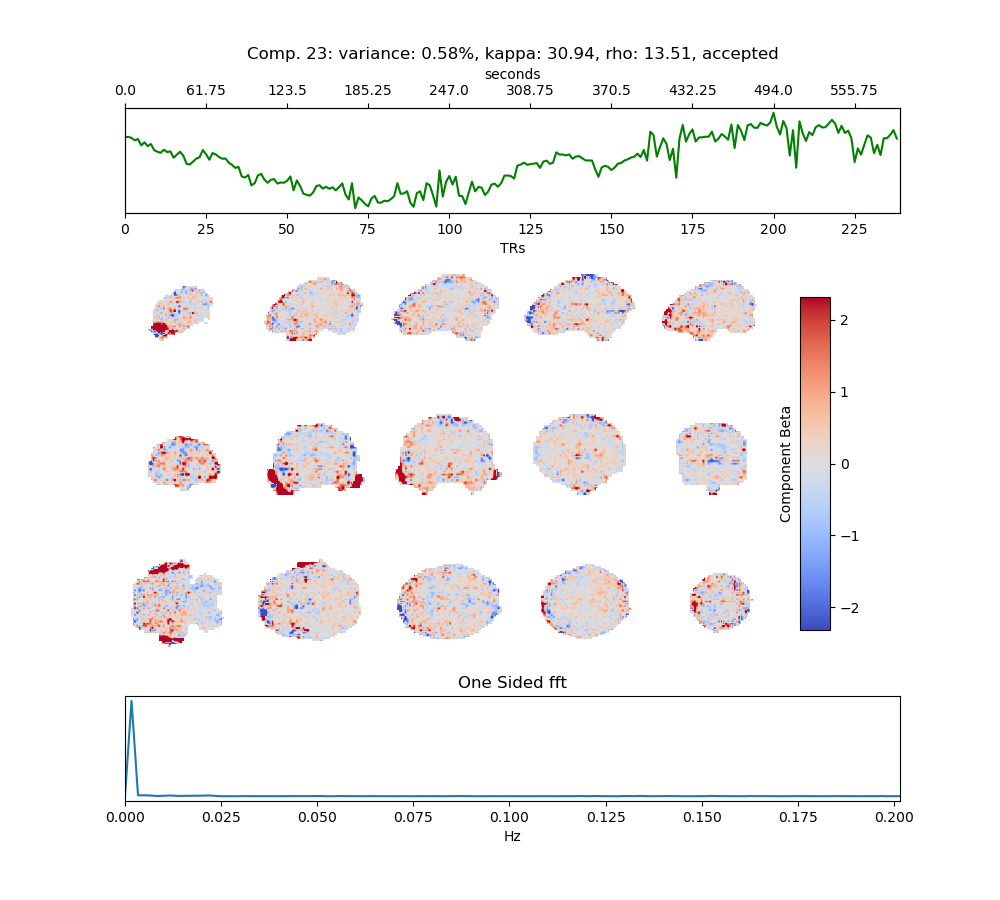 Comp. 23: variance: 0.58%, kappa: 30.94, rho: 13.51, accepted
seconds
0.0 61.75 123.5 185.25 247.0 308.75 370.5 432.25 494.0 555.75
0 25 50 75 100 125 150 175 200 225
TRs
2
1
0
−1
−2
Component Beta
One Sided fft
0.000 0.025 0.050 0.075 0.100 0.125 0.150 0.175 0.200
Hz